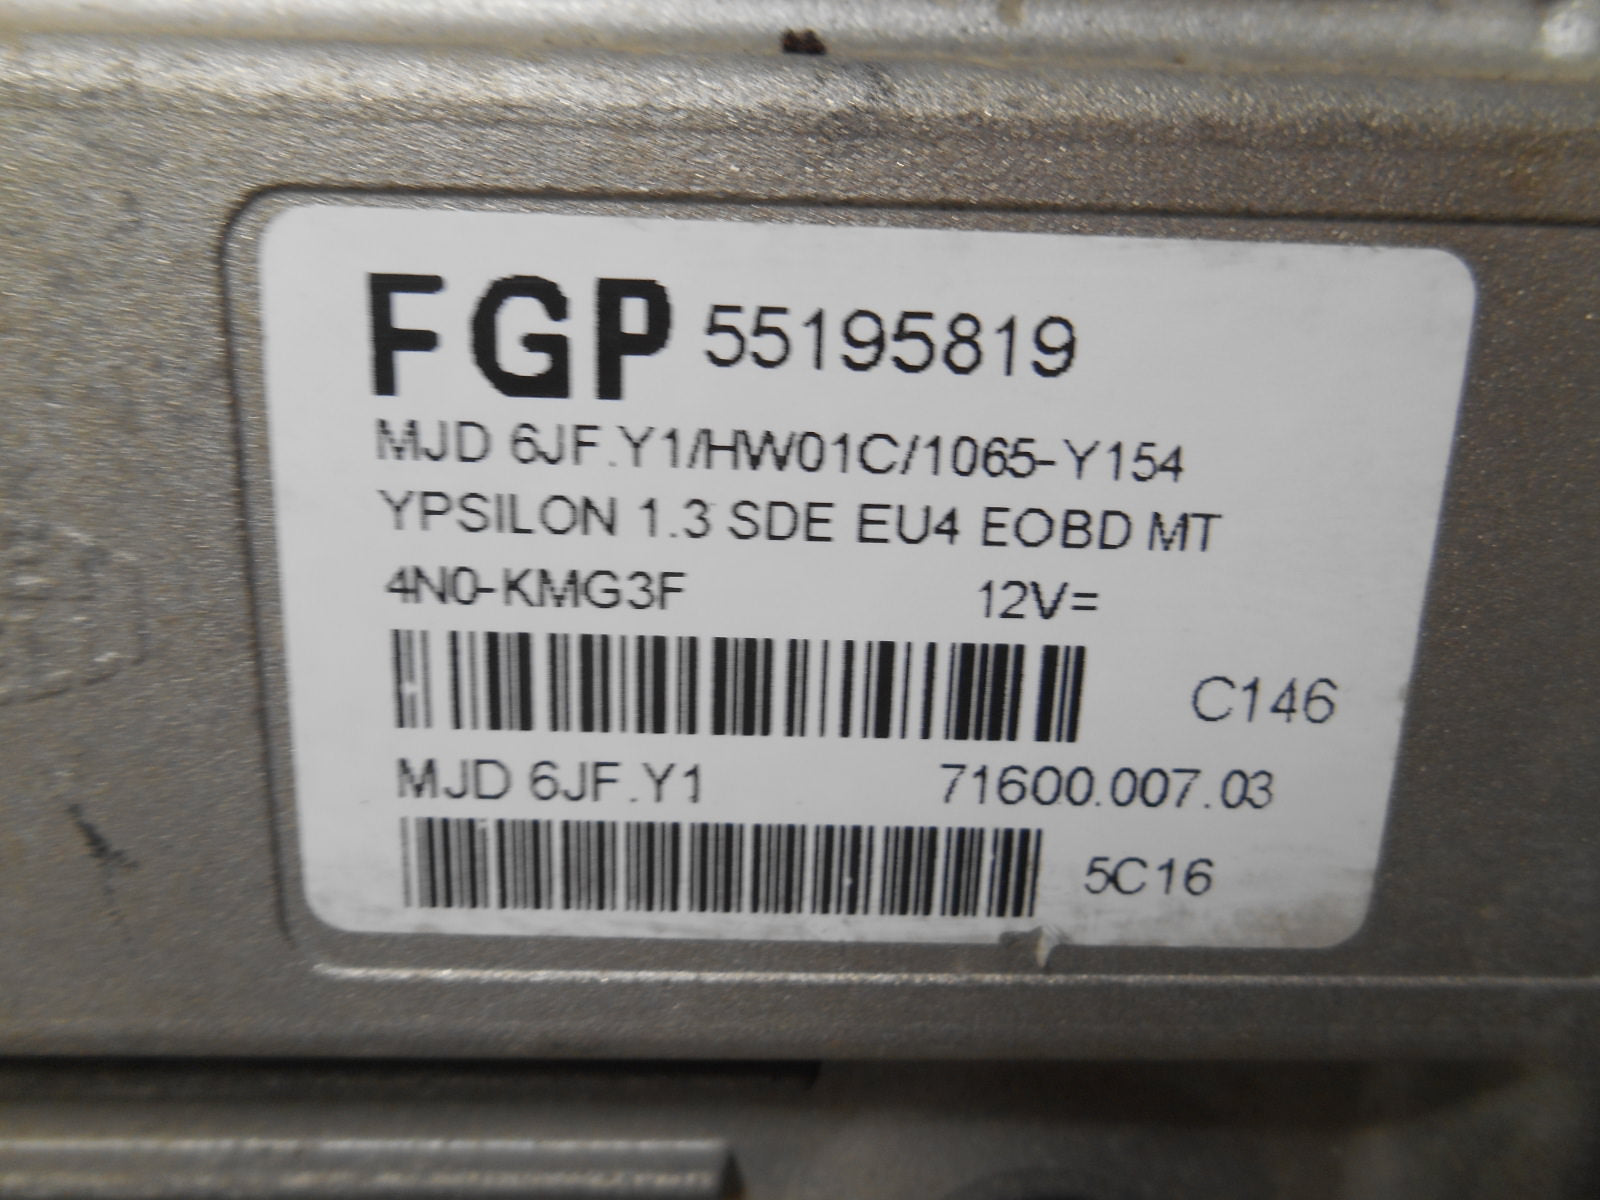 FGP 55195819
MJD 6JF.Y1/HW01C/1065-Y154
YPSILON 1.3 SDE EU4 EOBD MT
4N0-KMG3F 12V=
C146
MJD 6JF.Y1 71600.007.03
5C16